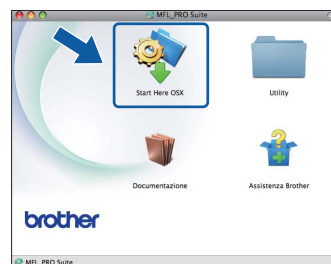 MFL_PRO Suite
Start Here OSX
Utility
Documentazione
Assistenza Brother
brother
MFL_PRO Suite